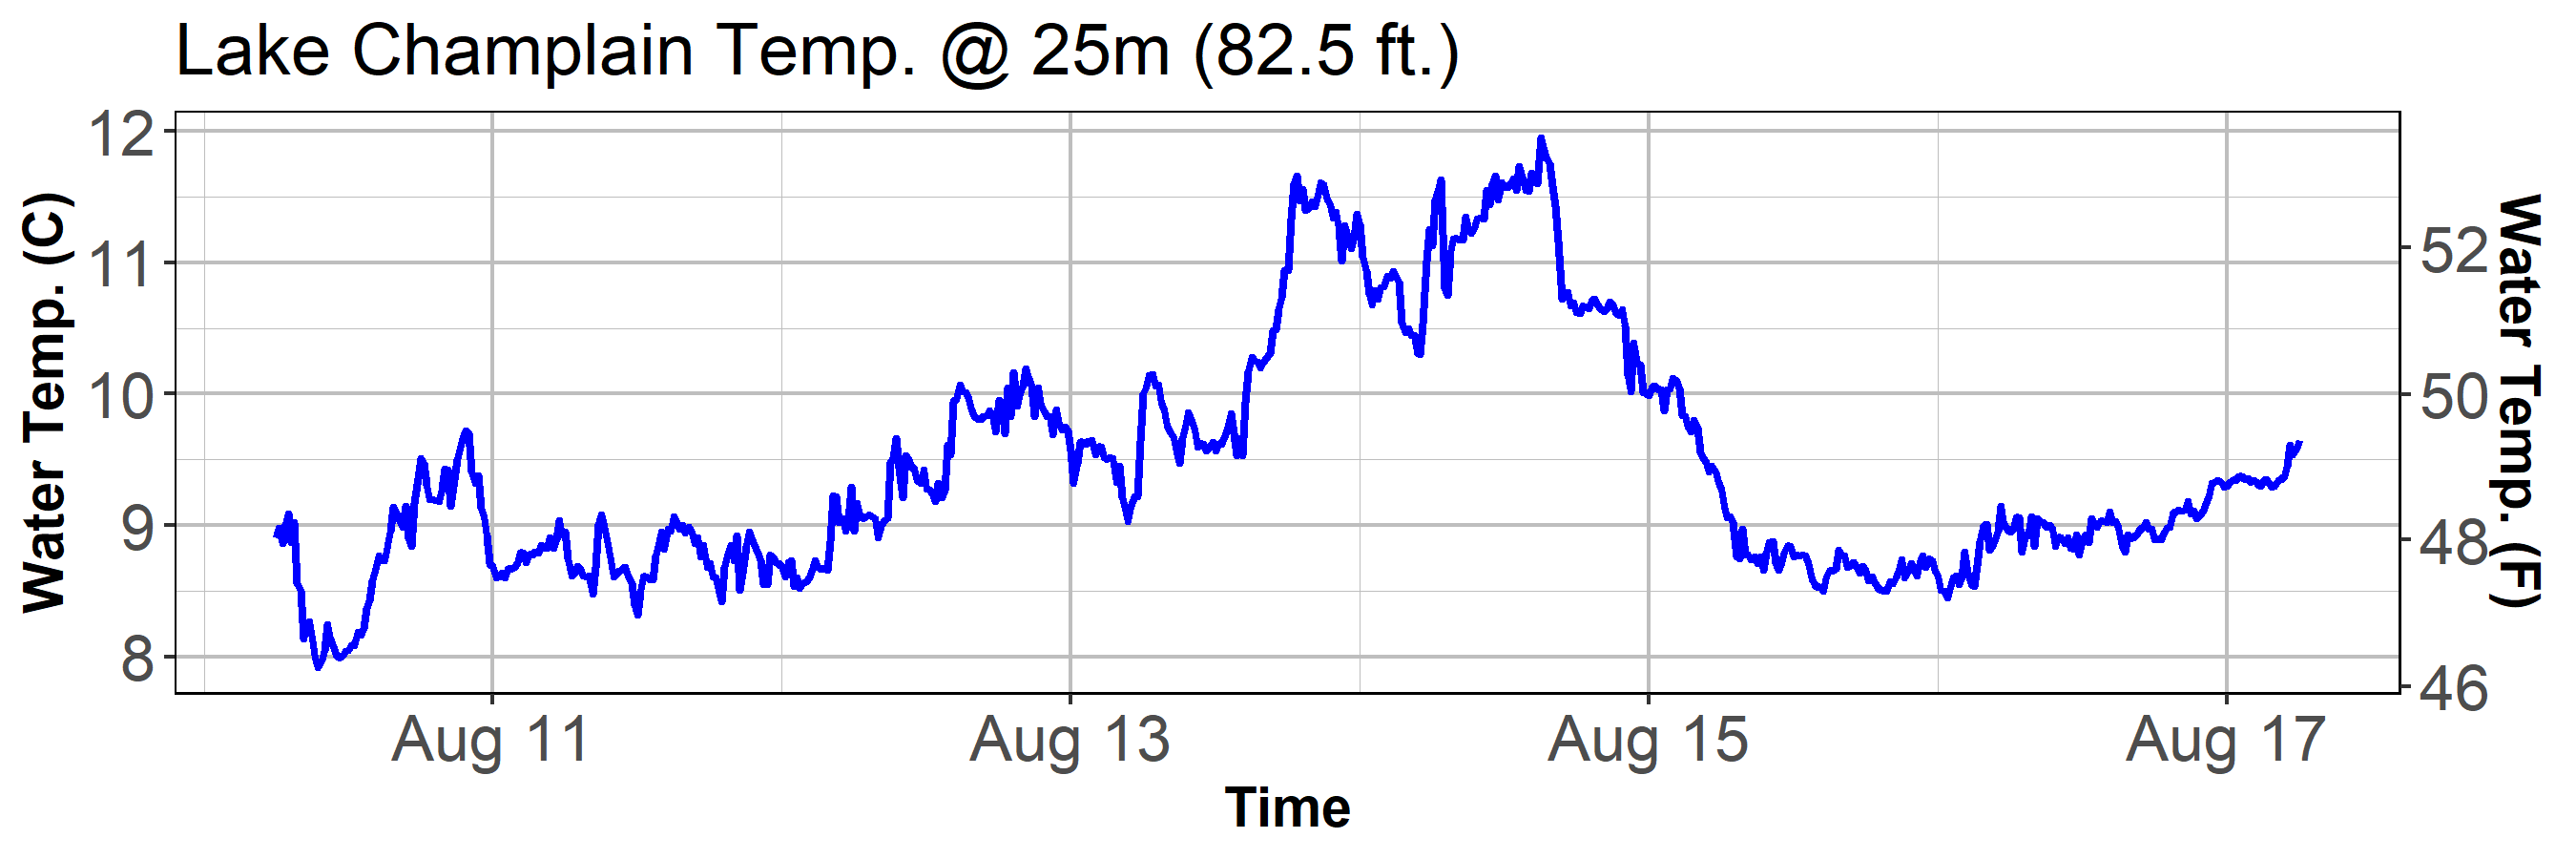 Lake Champlain Temp. @ 25m (82.5 ft.)
Water Temp. (C)
12
11
10
9
8
52
50
48
46
Water Temp. (F)
Aug 11
Aug 13
Aug 15
Aug 17
Time